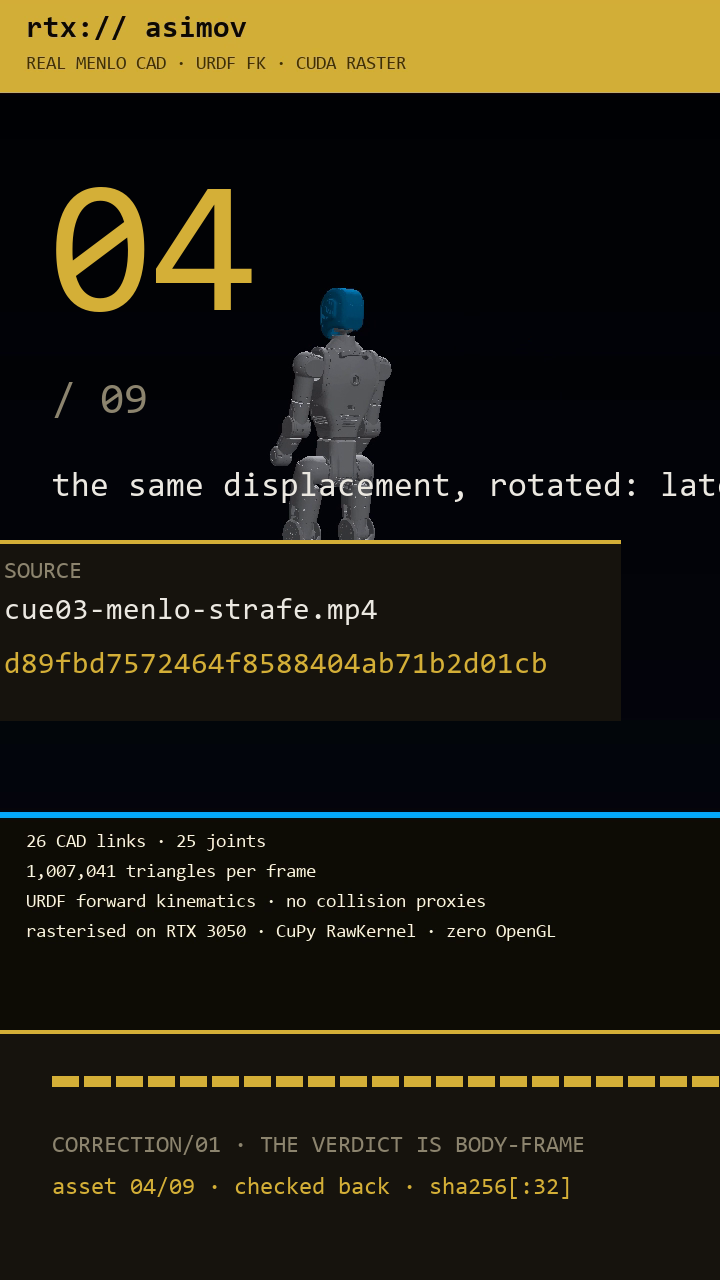 rtx:// asimov
REAL MENLO CAD · URDF FK · CUDA RASTER
04
/ 09
the same displacement, rotated:
SOURCE
cue03-menlo-strafe.mp4
d89fbd7572464f8588404ab71b2d01cb
26 CAD links · 25 joints
1,007,041 triangles per frame
URDF forward kinematics · no collision proxies
rasterised on RTX 3050 · CuPy RawKernel · zero OpenGL
CORRECTION/01 · THE VERDICT IS BODY-FRAME
asset 04/09 · checked back · sha256[:32]